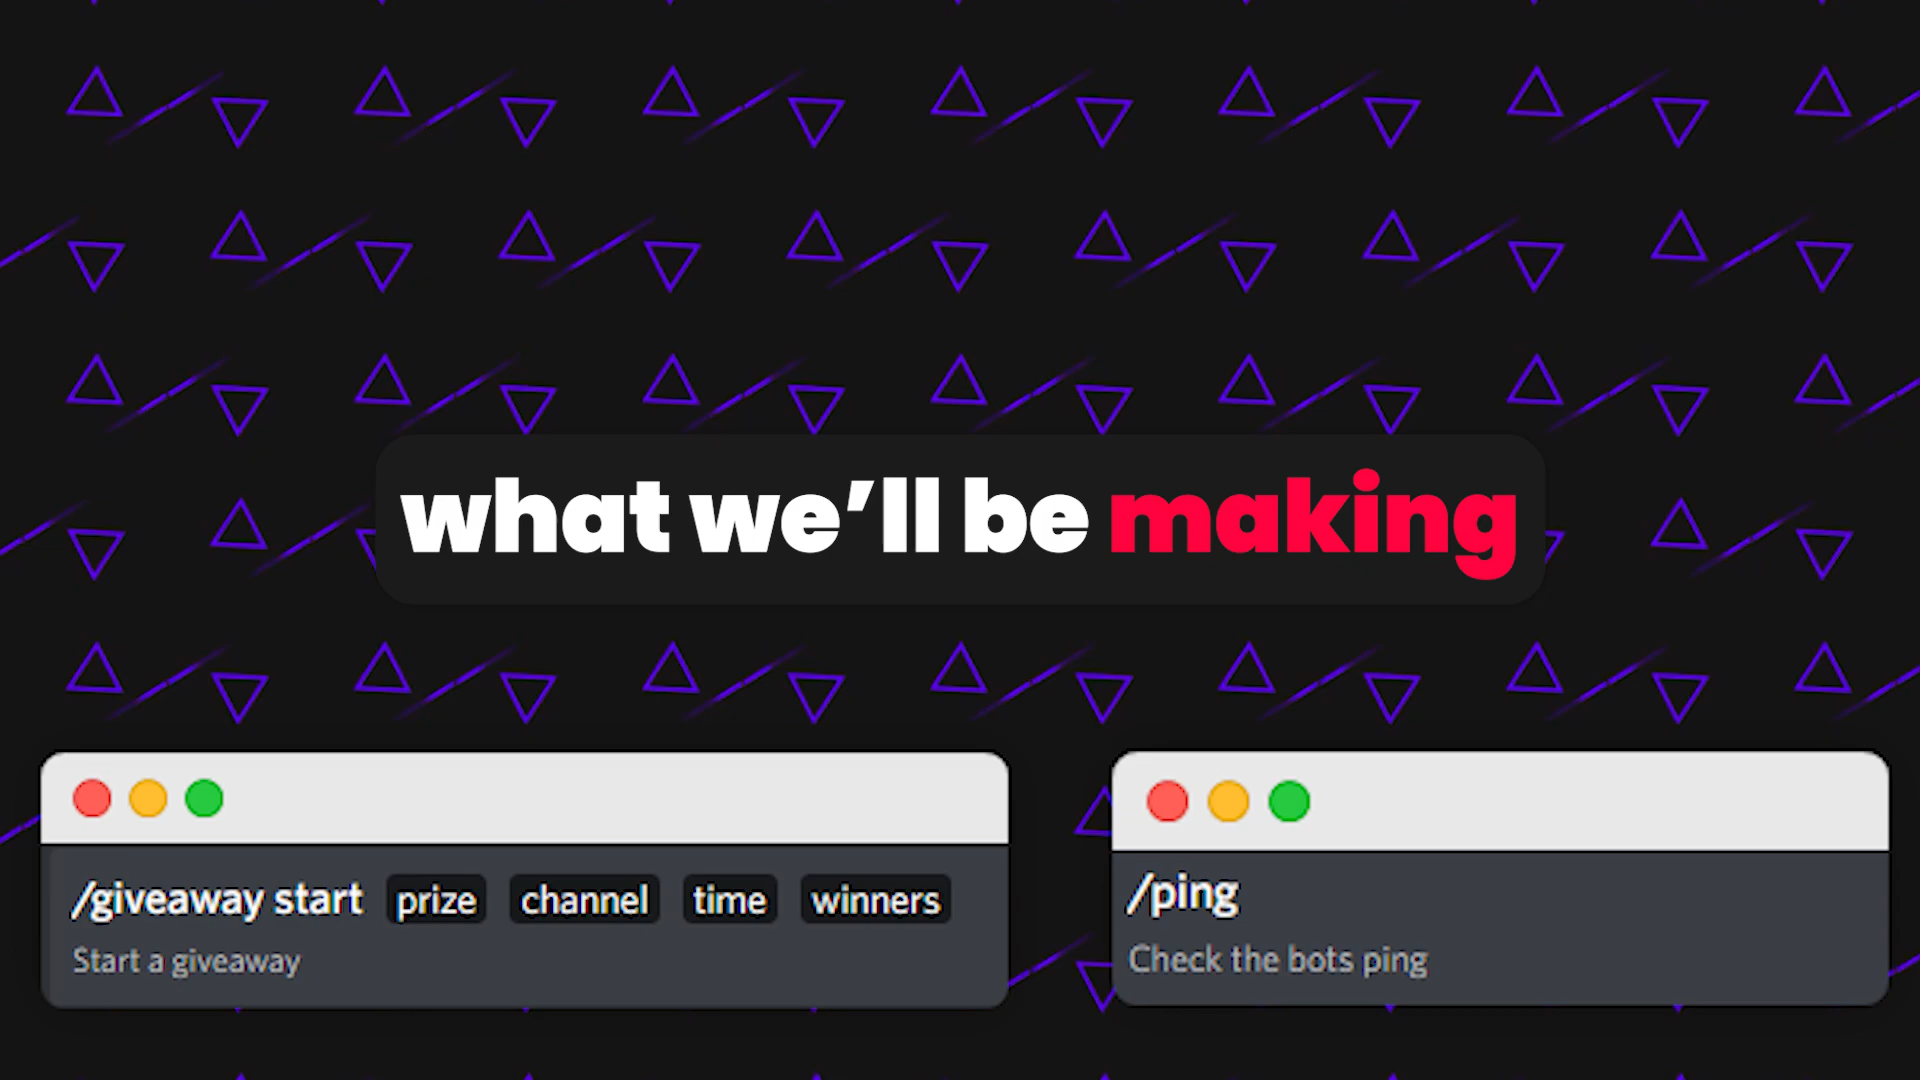 what we’ll be making
/giveaway start prize channel time winners
Start a giveaway
/ping
Check the bots ping